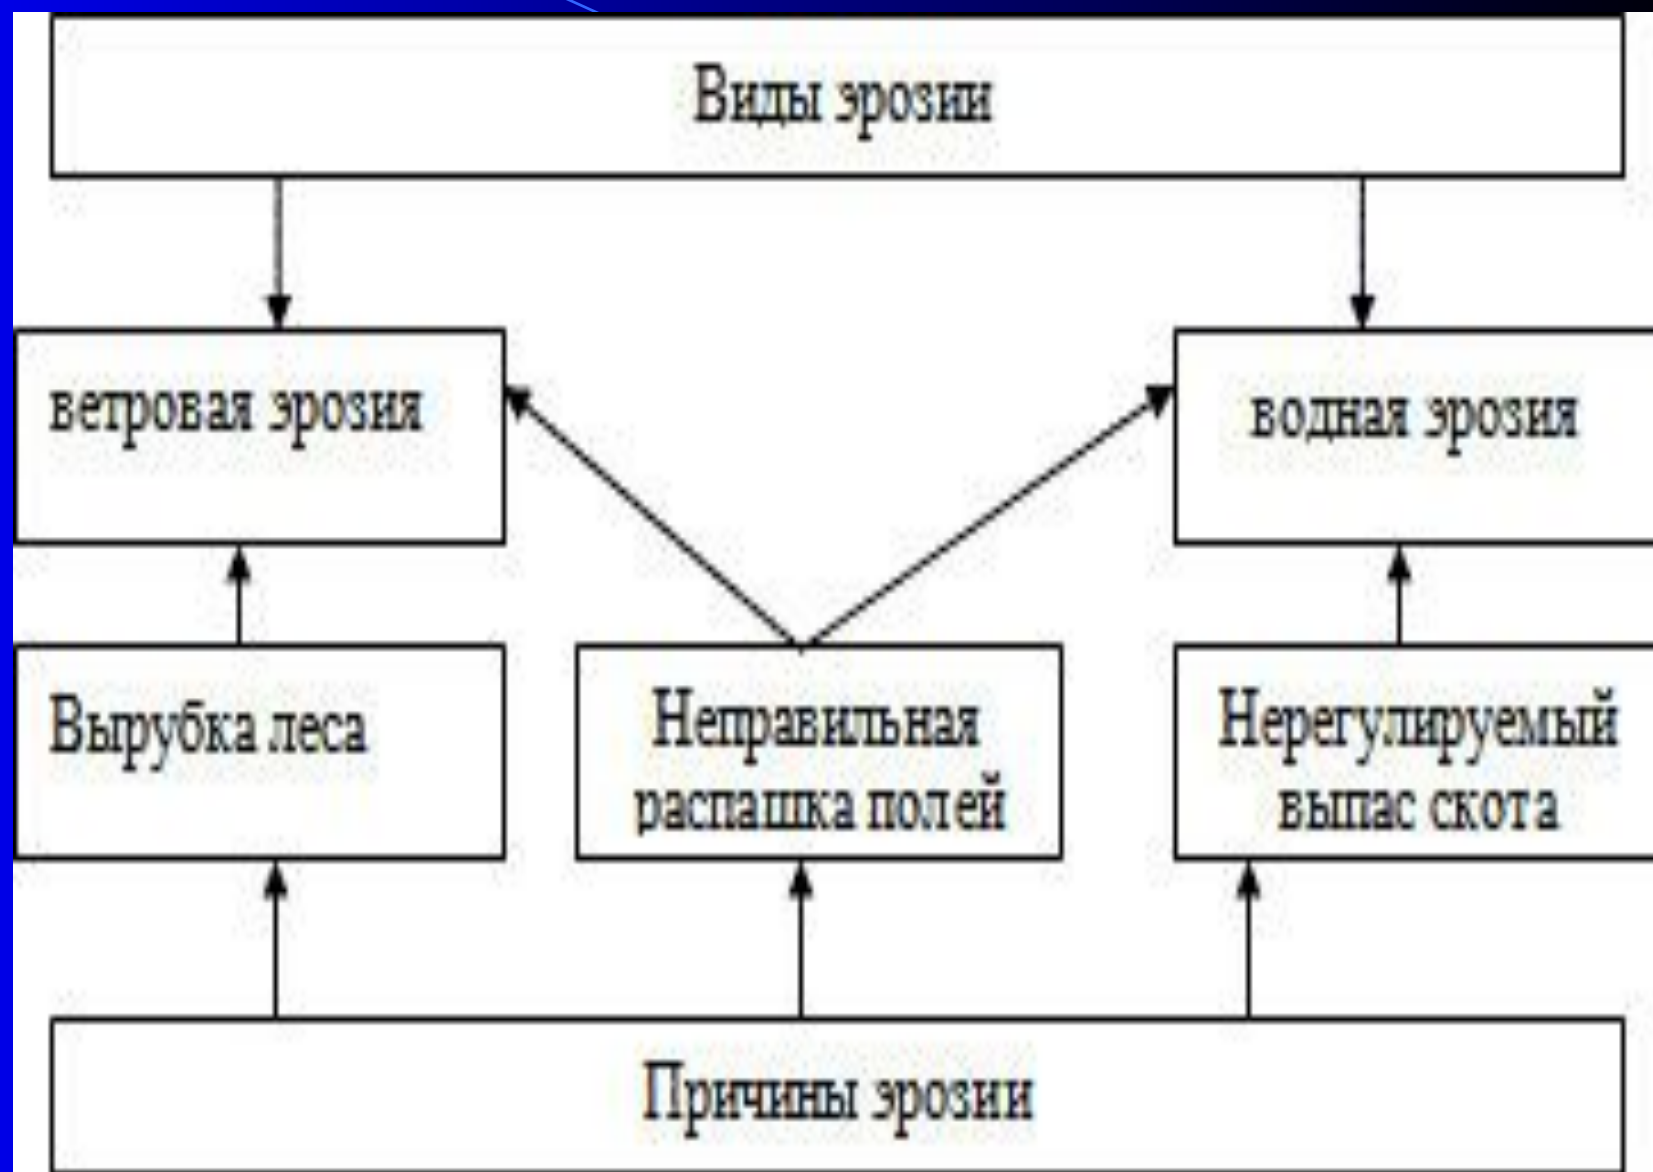 Виды эрозии
ветровая эрозия
водная эрозия
Вырубка леса
Неправильная
распашка полей
Нерегулируемый
выпас скота
Причины эрозии